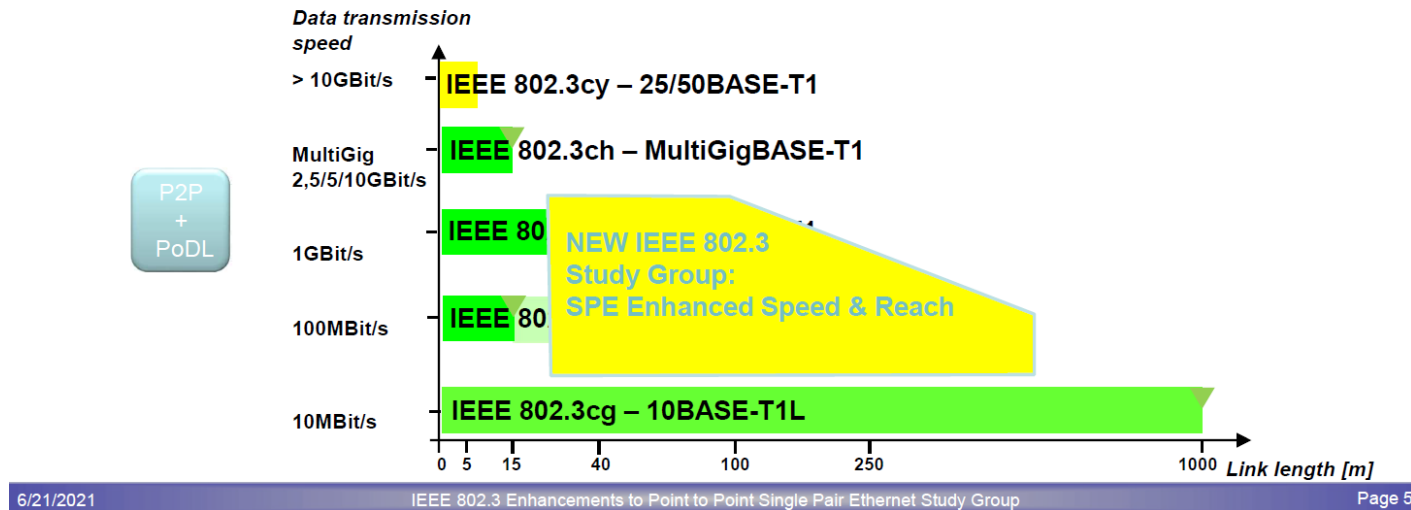 Data transmission
speed
> 10GBit/s
IEEE 802.3cy – 25/50BASE-T1
MultiGig
2,5/5/10GBit/s
IEEE 802.3ch – MultiGigBASE-T1
P2P
+
PoDL
1GBit/s
IEEE 80
NEW IEEE 802.3
Study Group:
SPE Enhanced Speed & Reach
100MBit/s
IEEE 80
10MBit/s
IEEE 802.3cg – 10BASE-T1L
0 5 15 40 100 250 1000 Link length [m]
6/21/2021 IEEE 802.3 Enhancements to Point to Point Single Pair Ethernet Study Group Page 5